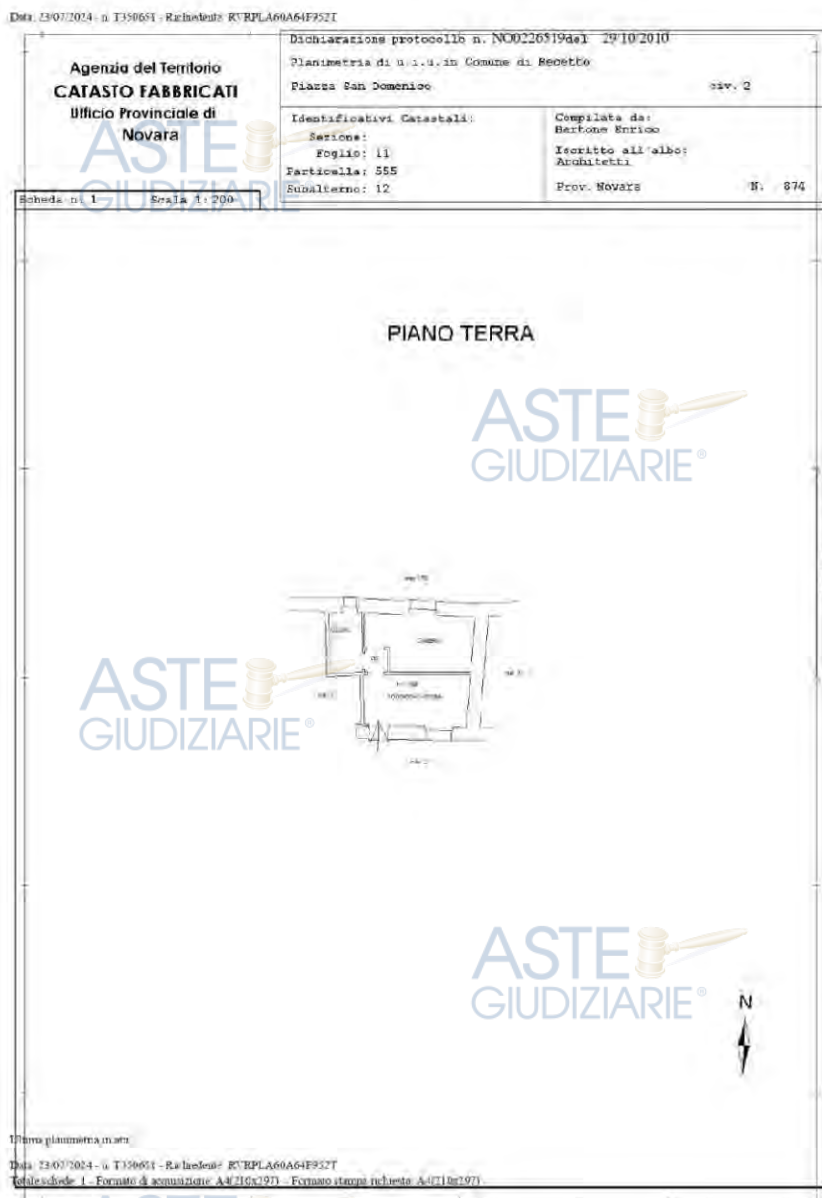 Data: 23/07/2024 - n. T350651 - Richiedente: RVRPLA60A64F952T
Agenzia del Territorio
CATASTO FABBRICATI
Ufficio Provinciale di
Novara
Dichiarazione protocollo n. NO0226519 del 29/10/2010
Planimetria di u.i.u. in Comune di Recetto
Piazza San Domenico civ. 2
Identificativi Catastali:
Sezione:
Foglio: 11
Particella: 555
Subalterno: 12
Compilata da:
Bertone Enrico
Iscritto all'albo:
Architetti
Prov. Novara N. 874
Scheda n. 1 Scala 1:200
ASTE
GIUDIZIARIE
PIANO TERRA
ASTE
GIUDIZIARIE®
ASTE
GIUDIZIARIE®
ASTE
GIUDIZIARIE®
N
Ultima planimetria in atti
Data: 23/07/2024 - n. T350651 - Richiedente: RVRPLA60A64F952T
Totale schede: 1 - Formato di acquisizione: A4(210x297) - Formato stampa richiesto: A4(210x297)